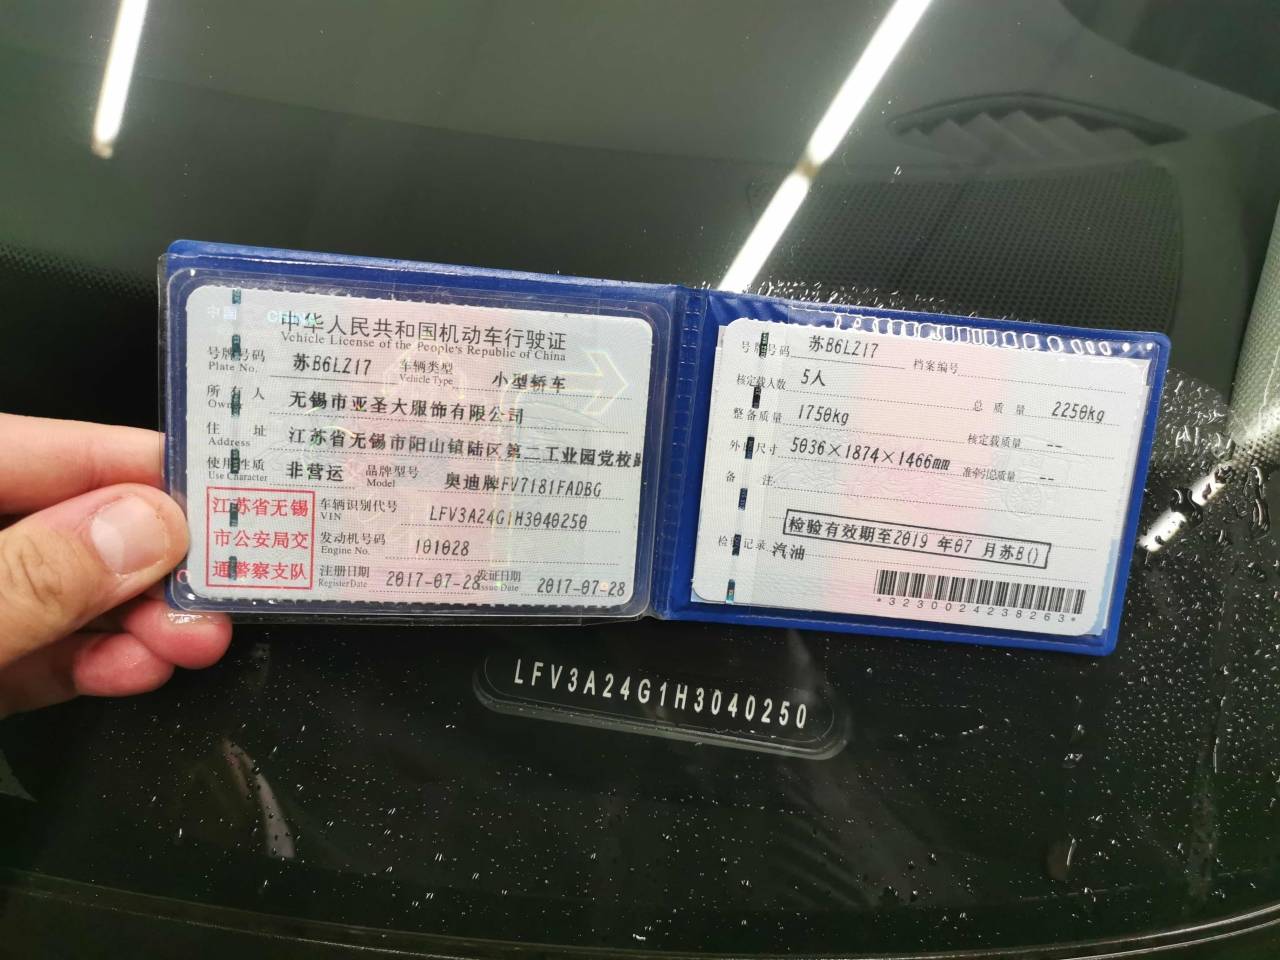 中国 CHINA
中华人民共和国机动车行驶证
Vehicle License of the People's Republic of China
号牌号码 苏B6LZ17 车辆类型 小型轿车
Plate No. Vehicle Type
所有人 无锡市亚圣大服饰有限公司
Owner
住址 江苏省无锡市阳山镇陆区第二工业园党校路
Address
使用性质 非营运 品牌型号 奥迪牌FV7181FADBG
Use Character Model
江苏省无锡
市公安局交
通警察支队
车辆识别代号 LFV3A24G1H3040250
VIN
发动机号码 101028
Engine No.
注册日期 2017-07-28 发证日期 2017-07-28
Register Date Issue Date
号牌号码 苏B6LZ17 档案编号
核定载人数 5人 总质量 2250kg
整备质量 1750kg 核定载质量 --
外廓尺寸 5036×1874×1466mm 准牵引总质量 --
备注
检验有效期至2019 年07 月苏B()
检验记录 汽油
*3230024238263*
LFV3A24G1H3040250